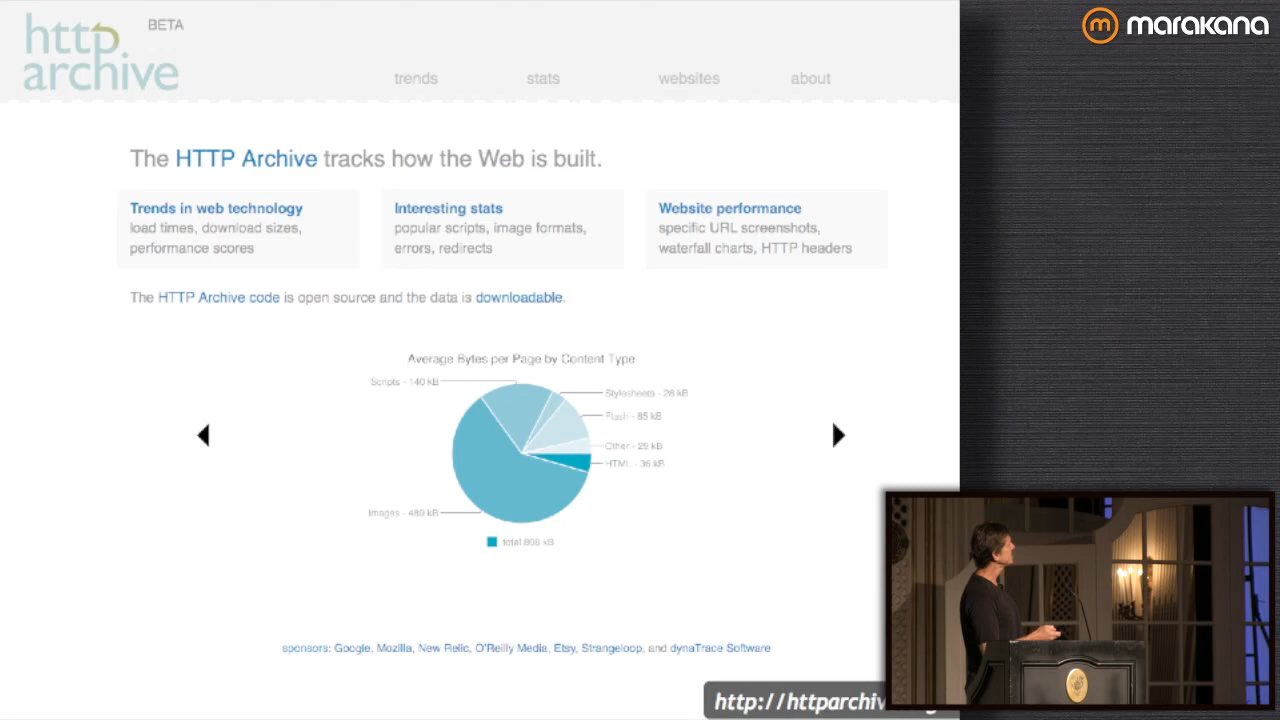 http
archive
BETA
marakana
trends stats websites about
The HTTP Archive tracks how the Web is built.
Trends in web technology
load times, download sizes,
performance scores
Interesting stats
popular scripts, image formats,
errors, redirects
Website performance
specific URL screenshots,
waterfall charts, HTTP headers
The HTTP Archive code is open source and the data is downloadable.
Average Bytes per Page by Content Type
Scripts - 140 kB
Stylesheets - 28 kB
Flash - 85 kB
Other - 29 kB
HTML - 36 kB
Images - 489 kB
total 808 kB
sponsors: Google, Mozilla, New Relic, O'Reilly Media, Etsy, Strangeloop, and dynaTrace Software
http://httparchiv